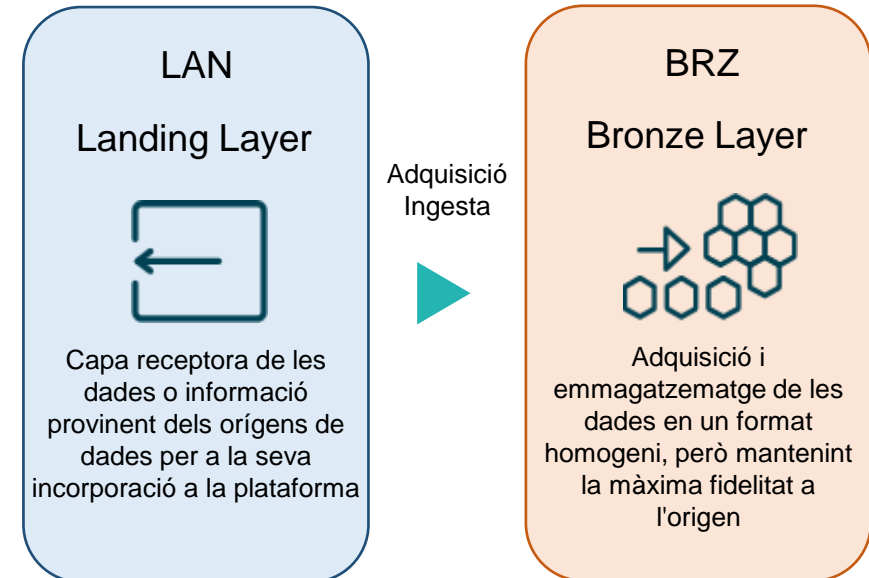 LAN
Landing Layer
Capa receptora de les
dades o informació
provinent dels orígens de
dades per a la seva
incorporació a la plataforma
Adquisició
Ingesta
BRZ
Bronze Layer
Adquisició i
emmagatzematge de les
dades en un format
homogeni, però mantenint
la màxima fidelitat a
l'origen